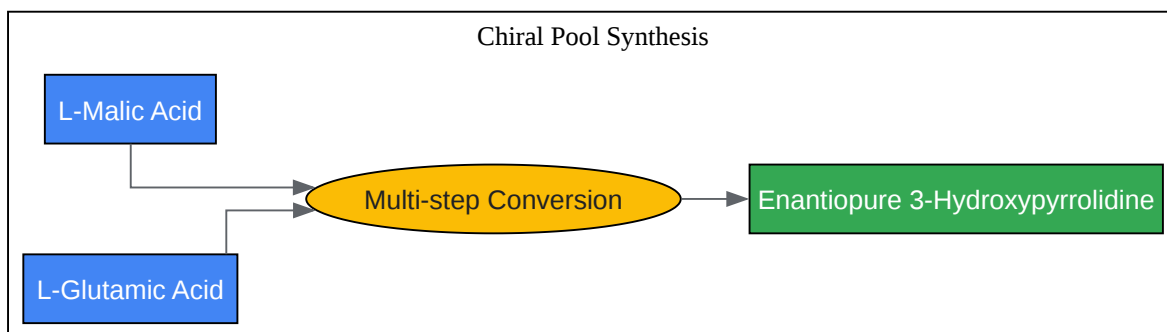 Chiral Pool Synthesis
L-Malic Acid
Multi-step Conversion
Enantiopure 3-Hydroxypyrrolidine
L-Glutamic Acid